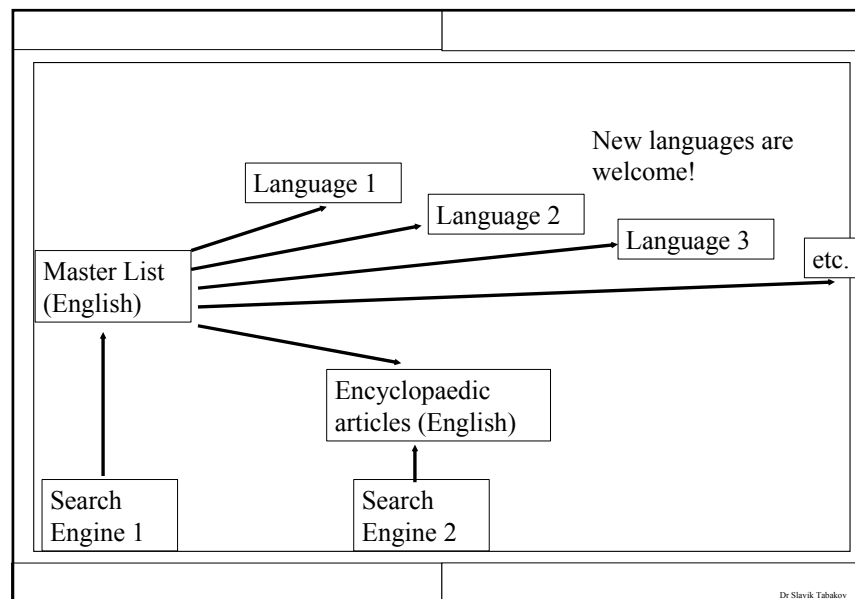 New languages are
welcome!
Language 1
Language 2
Language 3
etc.
Master List
(English)
Encyclopaedic
articles (English)
Search
Engine 1
Search
Engine 2
Dr Slavik Tabakov